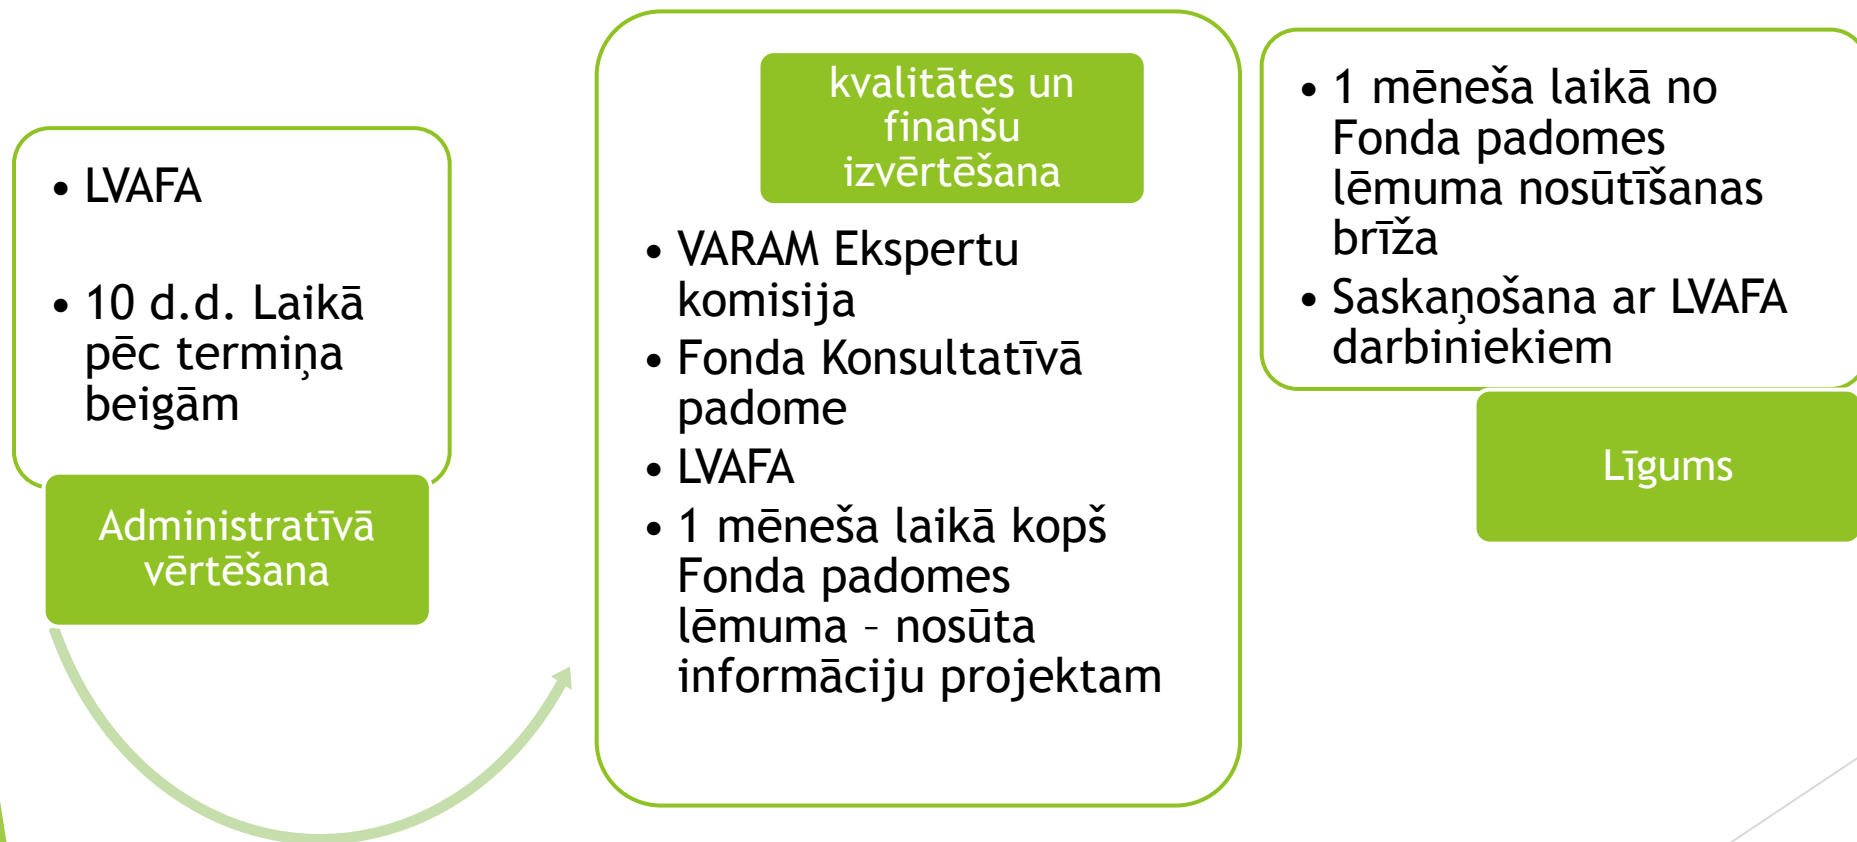 • LVAFA
• 10 d.d. Laikā
pēc termiņa
beigām
Administratīvā
vērtēšana
kvalitātes un
finanšu
izvērtēšana
• VARAM Ekspertu
komisija
• Fonda Konsultatīvā
padome
• LVAFA
• 1 mēneša laikā kopš
Fonda padomes
lēmuma – nosūta
informāciju projektam
• 1 mēneša laikā no
Fonda padomes
lēmuma nosūtīšanas
brīža
• Saskaņošana ar LVAFA
darbiniekiem
Līgums